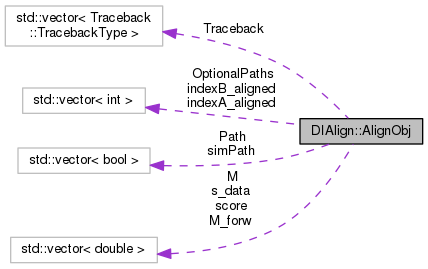 std::vector< Traceback
::TracebackType >
Traceback
OptionalPaths
indexB_aligned
indexA_aligned
std::vector< int >
DIAlign::AlignObj
Path
simPath
std::vector< bool >
M
s_data
score
M_forw
std::vector< double >